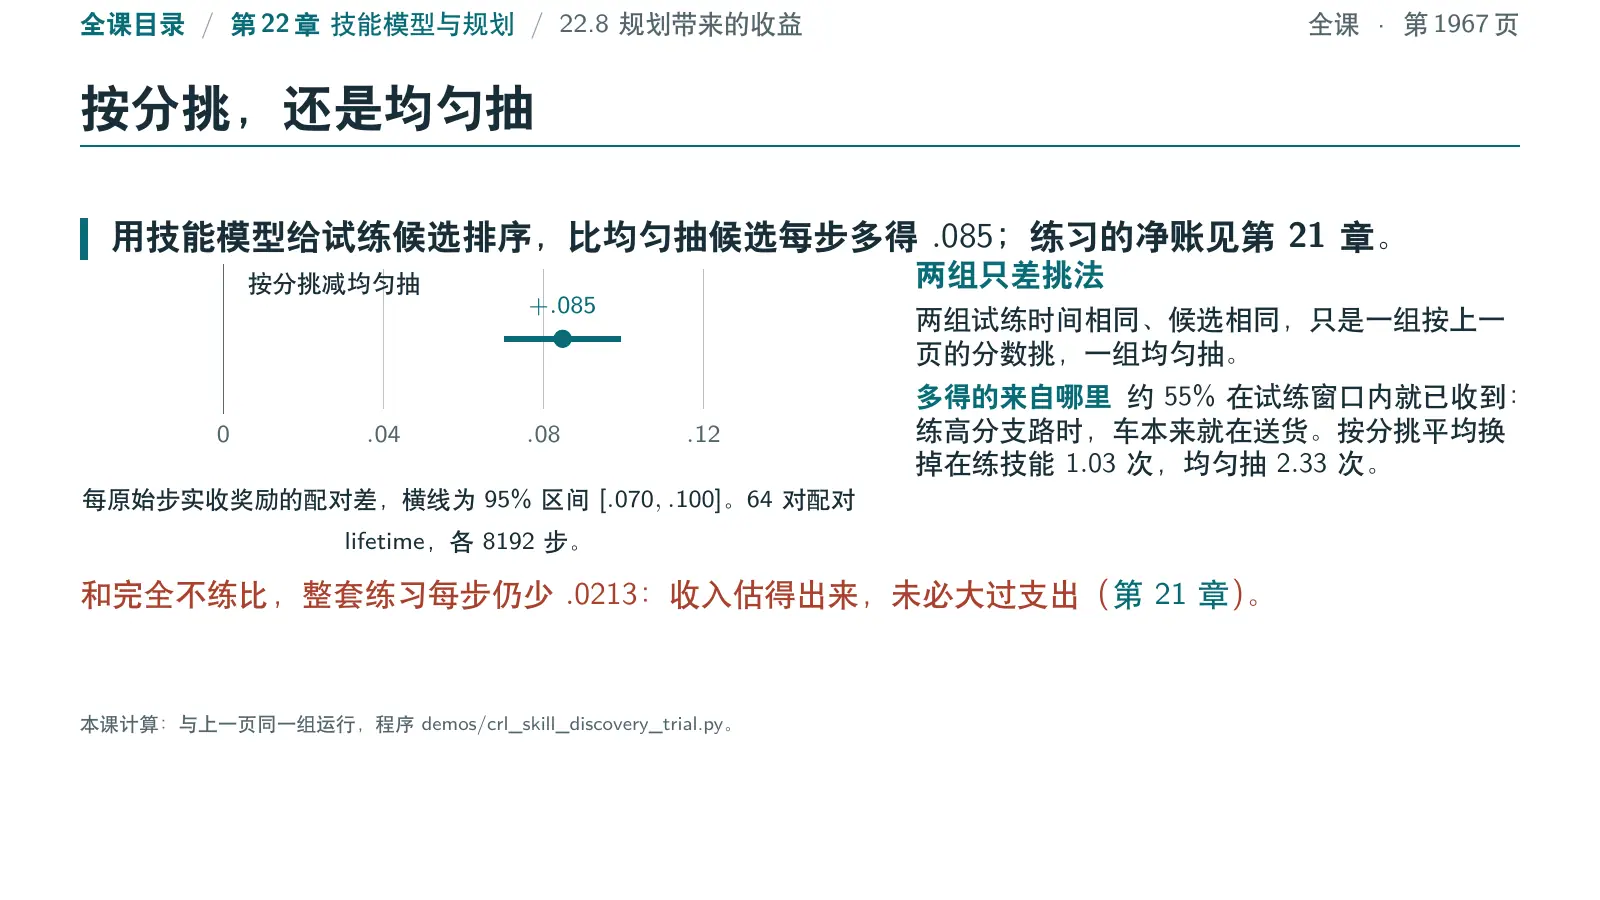 全课目录 / 第 22 章 技能模型与规划 / 22.8 规划带来的收益
全课 · 第 1967 页
按分挑，还是均匀抽
用技能模型给试练候选排序，比均匀抽候选每步多得 .085；练习的净账见第 21 章。
按分挑减均匀抽
+.085
0 .04 .08 .12
每原始步实收奖励的配对差，横线为 95% 区间 [.070, .100]。64 对配对
lifetime，各 8192 步。
两组只差挑法
两组试练时间相同、候选相同，只是一组按上一
页的分数挑，一组均匀抽。
多得的来自哪里 约 55% 在试练窗口内就已收到：
练高分支路时，车本来就在送货。按分挑平均换
掉在练技能 1.03 次，均匀抽 2.33 次。
和完全不练比，整套练习每步仍少 .0213：收入估得出来，未必大过支出（第 21 章）。
本课计算：与上一页同一组运行，程序 demos/crl_skill_discovery_trial.py。